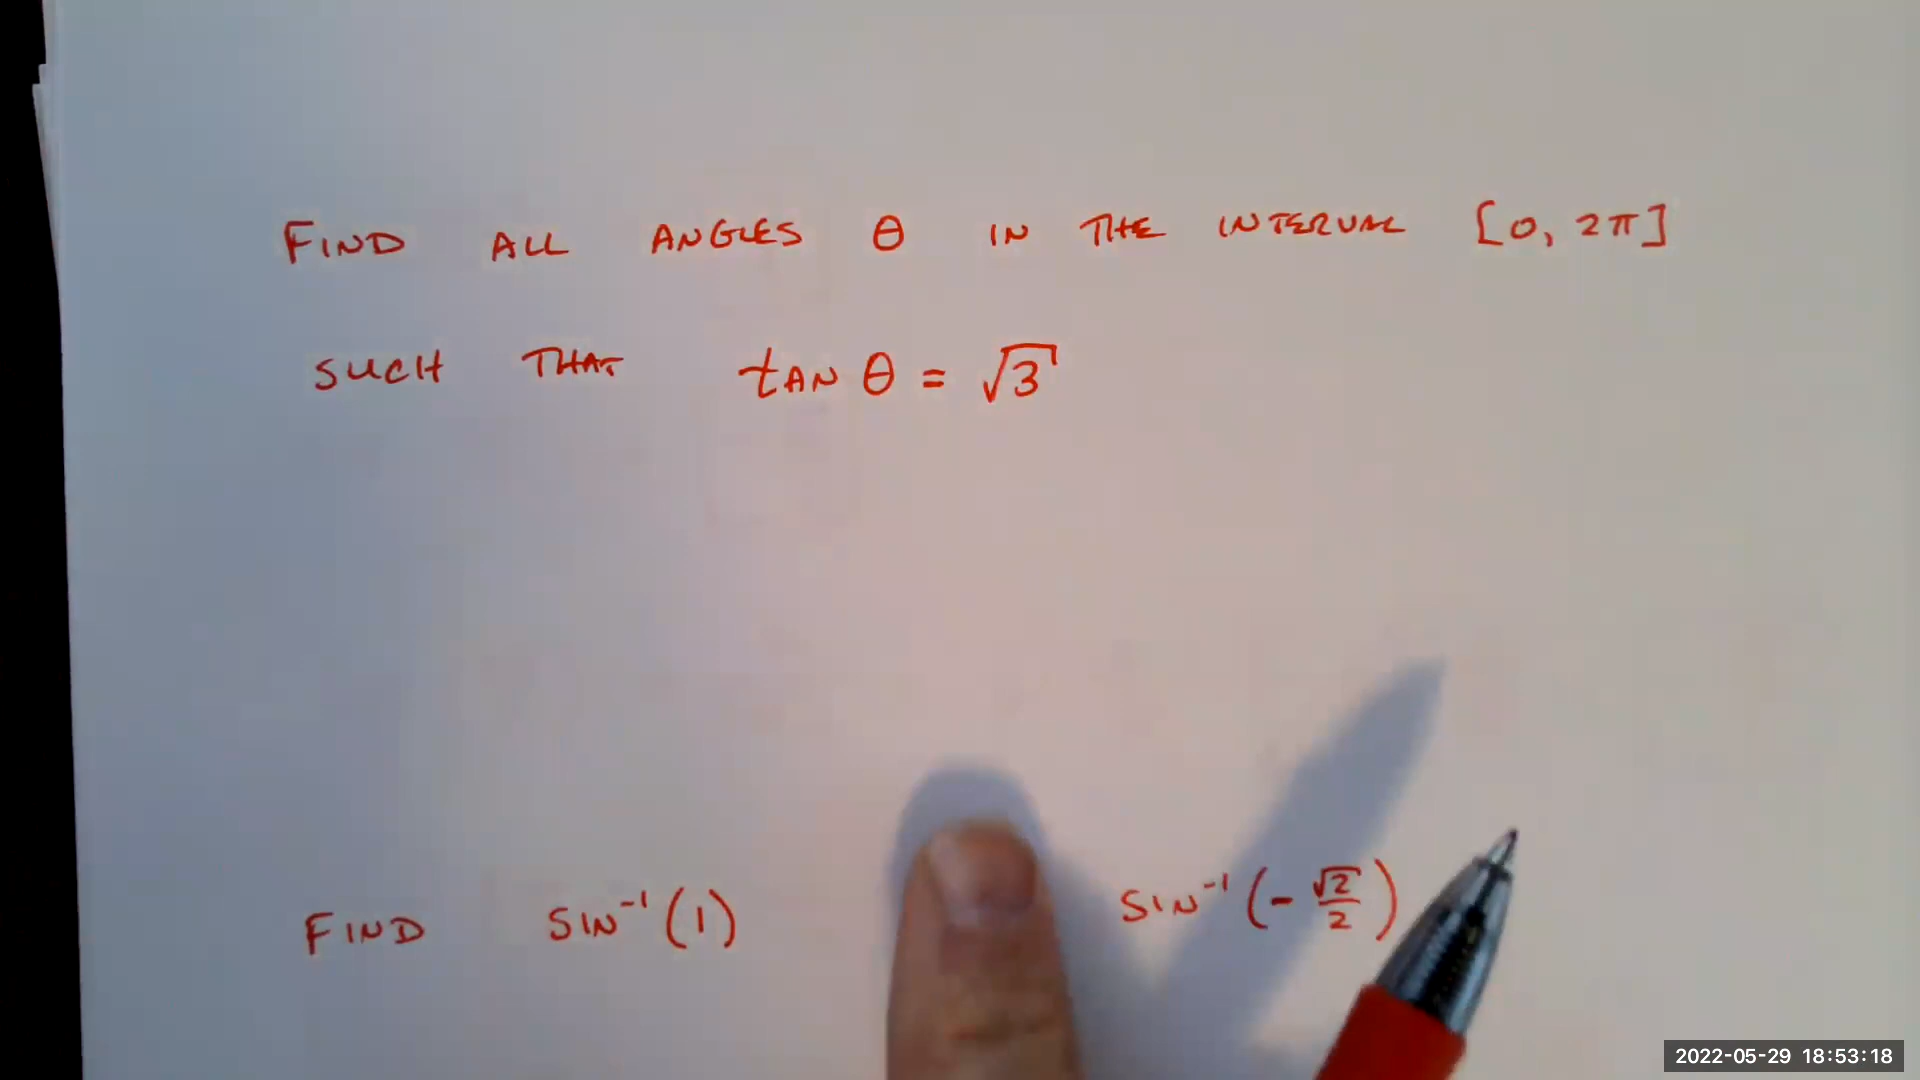 FIND ALL ANGLES θ IN THE INTERVAL [0, 2π]
SUCH THAT tAN θ = √3
FIND SIN⁻¹(1) SIN⁻¹(-√2/2)
2022-05-29 18:53:18